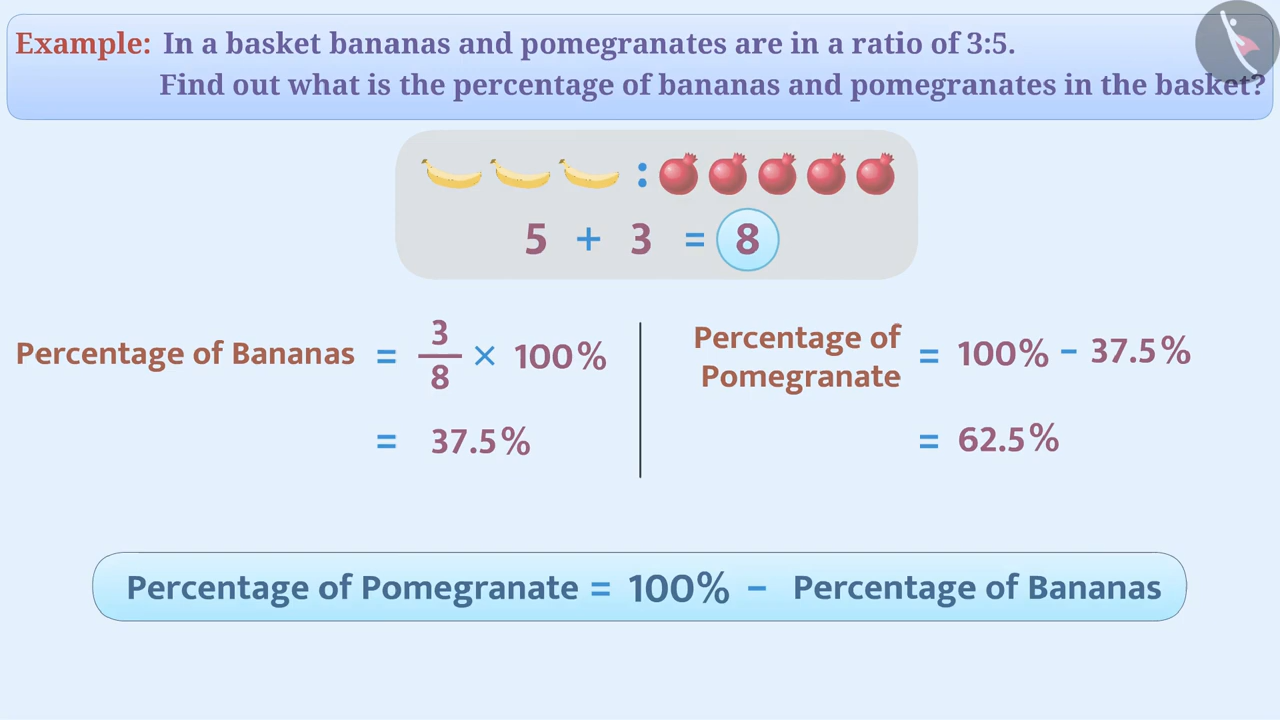 Example: In a basket bananas and pomegranates are in a ratio of 3:5.
Find out what is the percentage of bananas and pomegranates in the basket?
:
5 + 3 = 8
Percentage of Bananas = 3/8 × 100%
= 37.5%
Percentage of
Pomegranate = 100% - 37.5%
= 62.5%
Percentage of Pomegranate = 100% - Percentage of Bananas